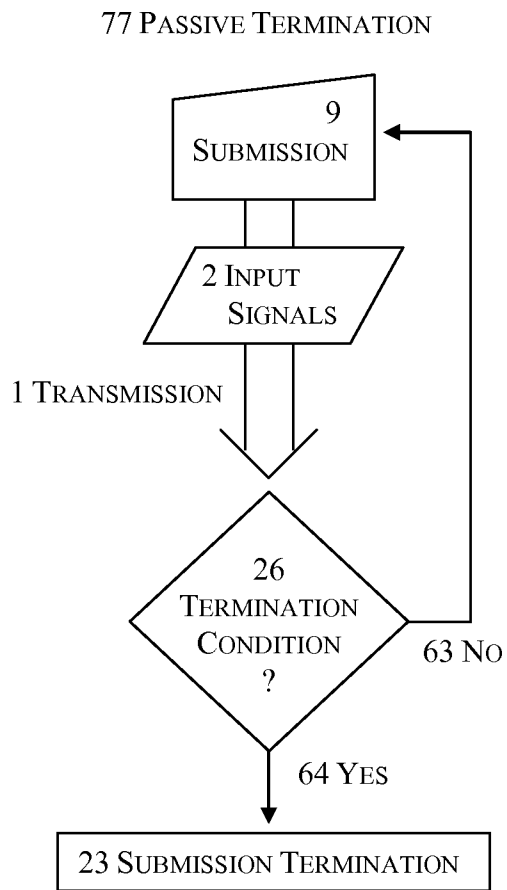 77 PASSIVE TERMINATION
9
SUBMISSION
2 INPUT
SIGNALS
1 TRANSMISSION
26
TERMINATION
CONDITION
?
63 NO
64 YES
23 SUBMISSION TERMINATION